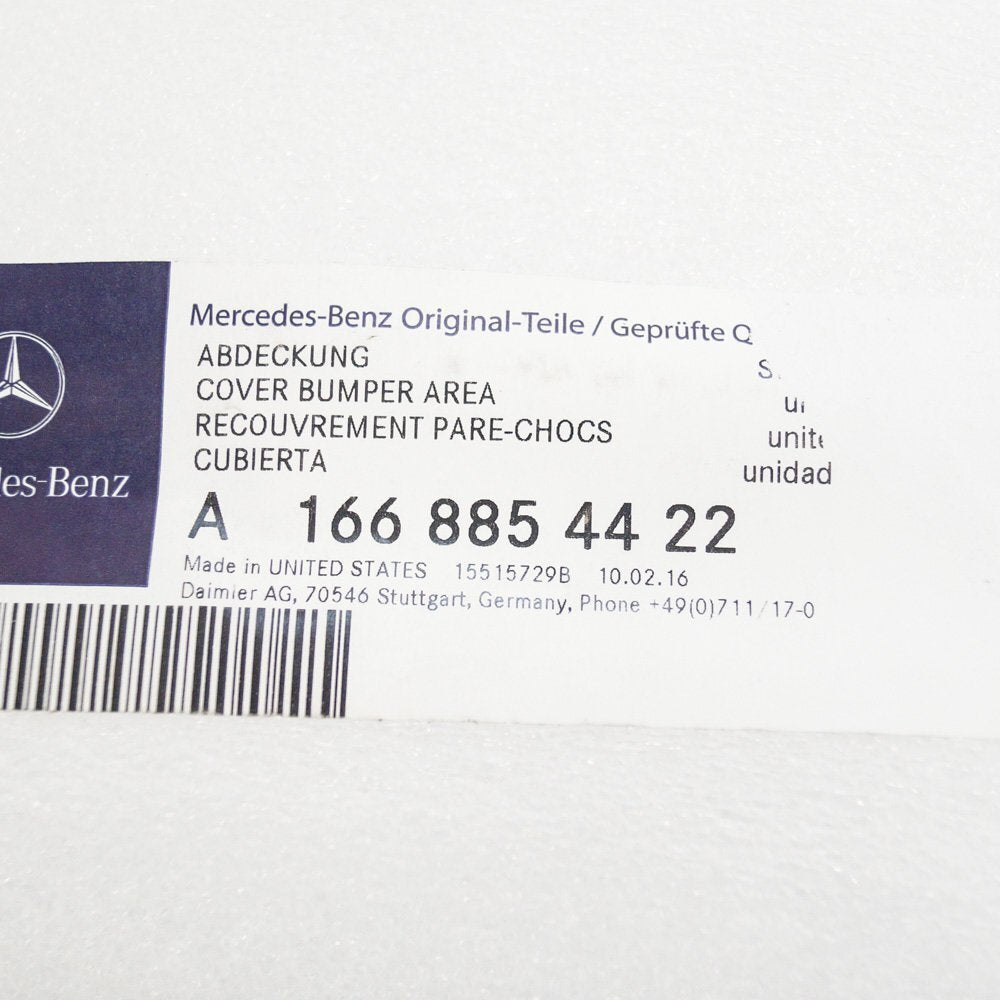 Mercedes-Benz Original-Teile / Geprüfte Q
ABDECKUNG
COVER BUMPER AREA
RECOUVREMENT PARE-CHOCS
CUBIERTA
unidad
A 166 885 44 22
Made in UNITED STATES 15515729B 10.02.16
Daimler AG, 70546 Stuttgart, Germany, Phone +49(0)711/17-0
des-Benz